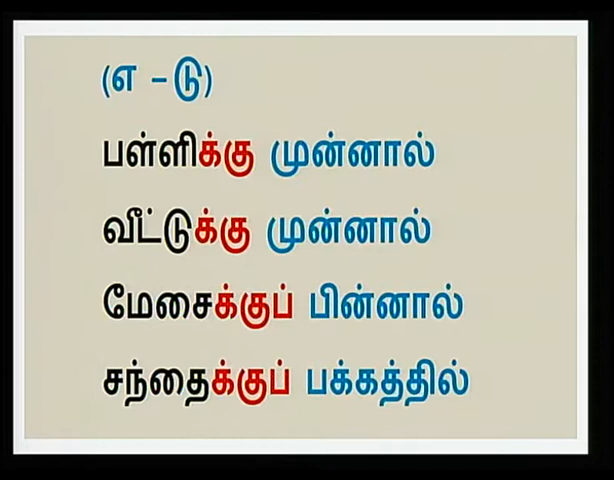 (எ -டு)
பள்ளிக்கு முன்னால்
வீட்டுக்கு முன்னால்
மேசைக்குப் பின்னால்
சந்தைக்குப் பக்கத்தில்